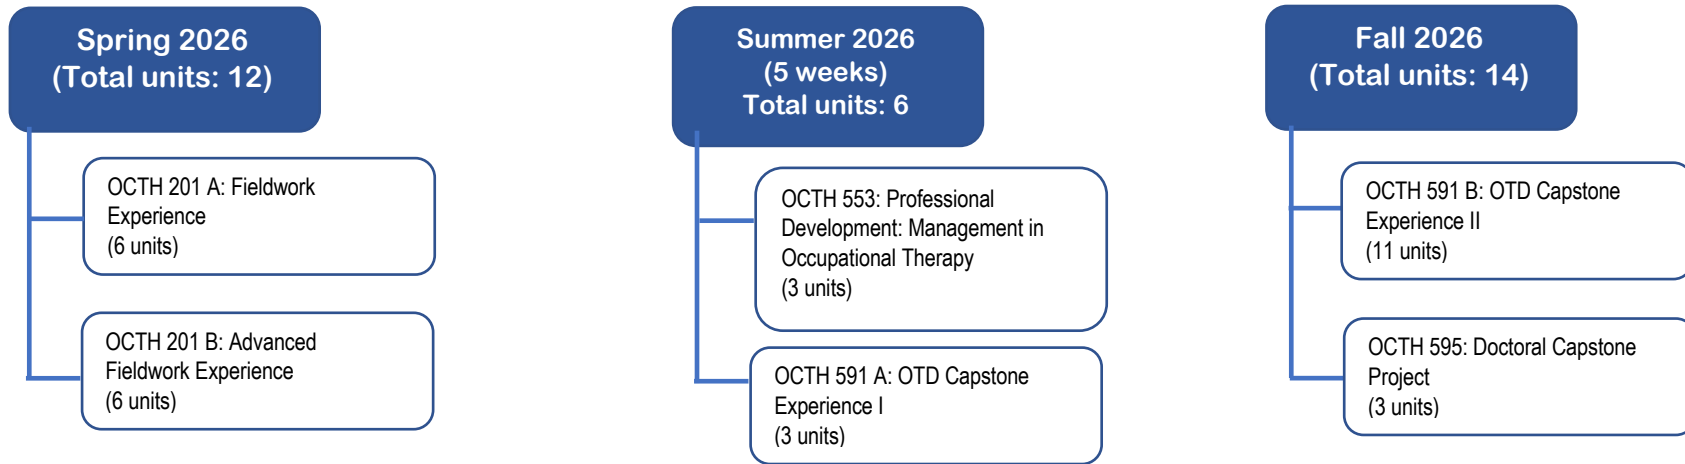 Spring 2026
(Total units: 12)
OCTH 201 A: Fieldwork
Experience
(6 units)
OCTH 201 B: Advanced
Fieldwork Experience
(6 units)
Summer 2026
(5 weeks)
Total units: 6
OCTH 553: Professional
Development: Management in
Occupational Therapy
(3 units)
OCTH 591 A: OTD Capstone
Experience I
(3 units)
Fall 2026
(Total units: 14)
OCTH 591 B: OTD Capstone
Experience II
(11 units)
OCTH 595: Doctoral Capstone
Project
(3 units)